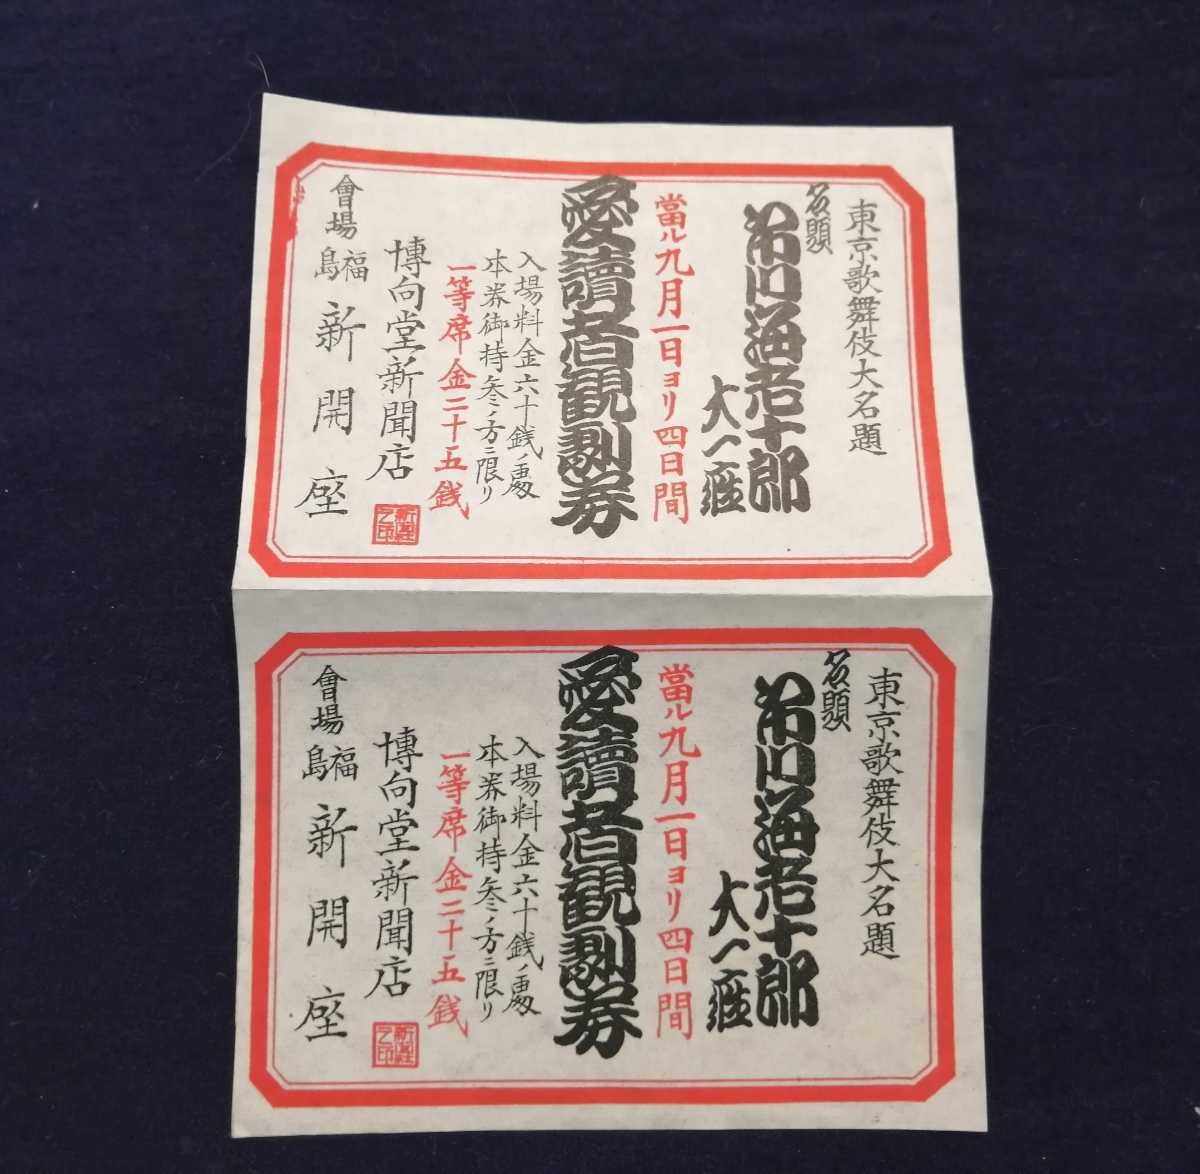 東京歌舞伎大名題
名題
市川海老十郎
大一座
當ル九月一日ヨリ四日間
愛讀者観劇券
入場料金六十銭ノ處
本券御持参ノ方ニ限リ
一等席金二十五銭
博向堂新聞店
會場
福島
新開座
東京歌舞伎大名題
名題
市川海老十郎
大一座
當ル九月一日ヨリ四日間
愛讀者観劇券
入場料金六十銭ノ處
本券御持参ノ方ニ限リ
一等席金二十五銭
博向堂新聞店
會場
福島
新開座